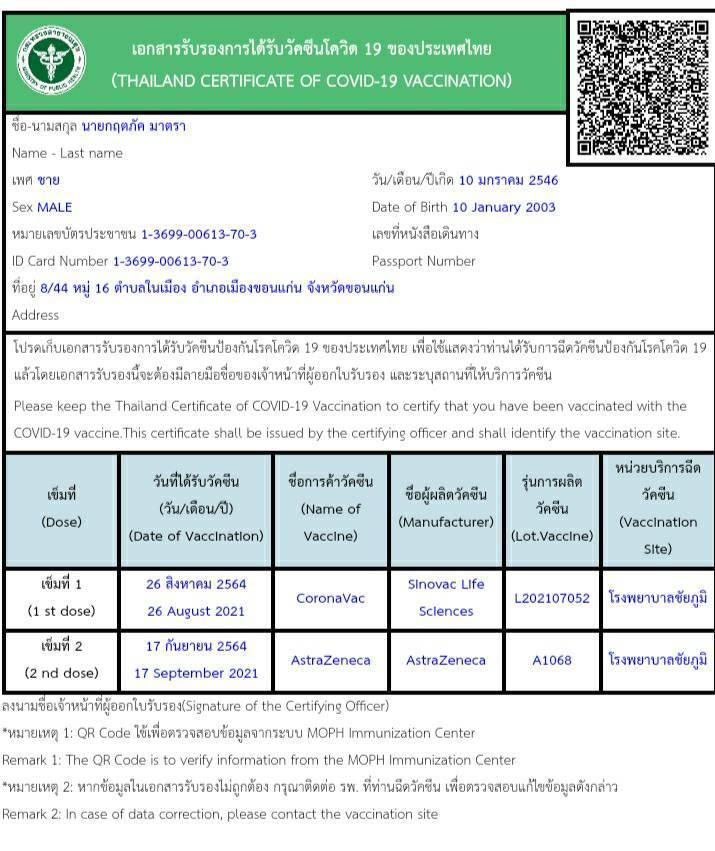 เอกสารรับรองการได้รับวัคซีนโควิด 19 ของประเทศไทย
(THAILAND CERTIFICATE OF COVID-19 VACCINATION)
MINISTRY OF PUBLIC HEALTH
ชื่อ-นามสกุล นายกฤตภัค มาตรา
Name - Last name
เพศ ชาย วัน/เดือน/ปีเกิด 10 มกราคม 2546
Sex MALE Date of Birth 10 January 2003
หมายเลขบัตรประชาชน 1-3699-00613-70-3 เลขที่หนังสือเดินทาง
ID Card Number 1-3699-00613-70-3 Passport Number
ที่อยู่ 8/44 หมู่ 16 ตำบลในเมือง อำเภอเมืองขอนแก่น จังหวัดขอนแก่น
Address
โปรดเก็บเอกสารรับรองการได้รับวัคซีนป้องกันโรคโควิด 19 ของประเทศไทย เพื่อใช้แสดงว่าท่านได้รับการฉีดวัคซีนป้องกันโรคโควิด 19
แล้วโดยเอกสารรับรองนี้จะต้องมีลายมือชื่อของเจ้าหน้าที่ผู้ออกใบรับรอง และระบุสถานที่ให้บริการวัคซีน
Please keep the Thailand Certificate of COVID-19 Vaccination to certify that you have been vaccinated with the
COVID-19 vaccine.This certificate shall be issued by the certifying officer and shall identify the vaccination site.
เข็มที่
(Dose)
วันที่ได้รับวัคซีน
(วัน/เดือน/ปี)
(Date of Vaccination)
ชื่อการค้าวัคซีน
(Name of
Vaccine)
ชื่อผู้ผลิตวัคซีน
(Manufacturer)
รุ่นการผลิต
วัคซีน
(Lot.Vaccine)
หน่วยบริการฉีด
วัคซีน
(Vaccination
Site)
เข็มที่ 1
(1 st dose)
26 สิงหาคม 2564
26 August 2021
CoronaVac
Sinovac Life
Sciences
L202107052
โรงพยาบาลชัยภูมิ
เข็มที่ 2
(2 nd dose)
17 กันยายน 2564
17 September 2021
AstraZeneca
AstraZeneca
A1068
โรงพยาบาลชัยภูมิ
ลงนามชื่อเจ้าหน้าที่ผู้ออกใบรับรอง(Signature of the Certifying Officer)
*หมายเหตุ 1: QR Code ใช้เพื่อตรวจสอบข้อมูลจากระบบ MOPH Immunization Center
Remark 1: The QR Code is to verify information from the MOPH Immunization Center
*หมายเหตุ 2: หากข้อมูลในเอกสารรับรองไม่ถูกต้อง กรุณาติดต่อ รพ. ที่ท่านฉีดวัคซีน เพื่อตรวจสอบแก้ไขข้อมูลดังกล่าว
Remark 2: In case of data correction, please contact the vaccination site